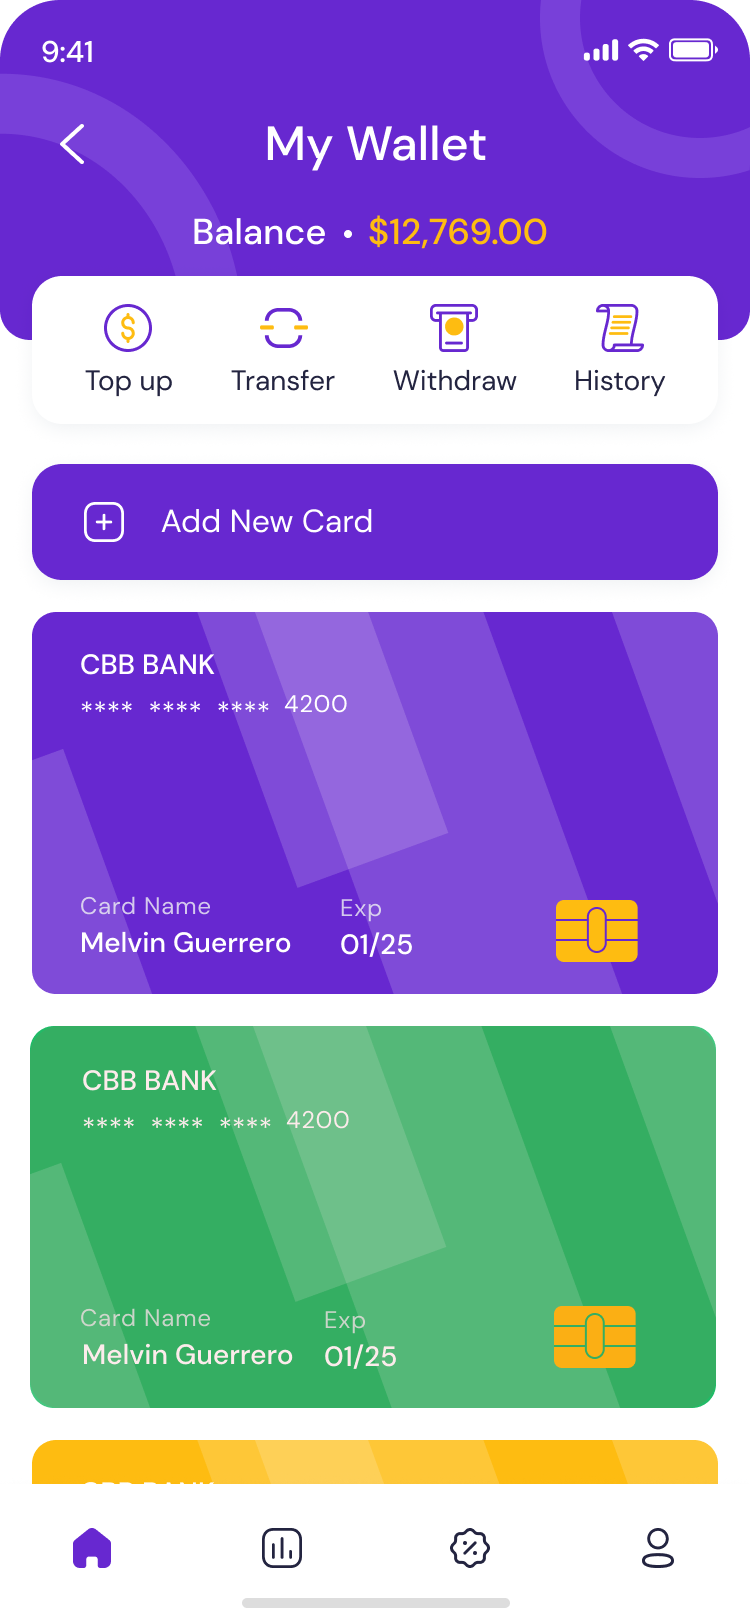 9:41
My Wallet
Balance • $12,769.00
Top up Transfer Withdraw History
Add New Card
CBB BANK
**** **** **** 4200
Card Name Exp
Melvin Guerrero 01/25
CBB BANK
**** **** **** 4200
Card Name Exp
Melvin Guerrero 01/25